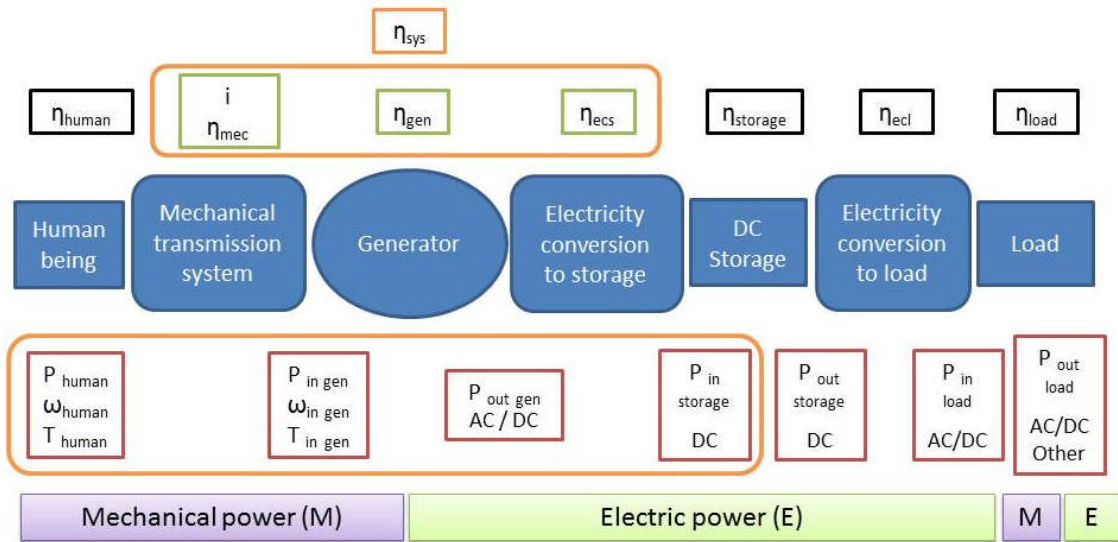 ηsys
ηhuman
i
ηmec
ηgen
ηecs
ηstorage
ηecl
ηload
Human
being
Mechanical
transmission
system
Generator
Electricity
conversion
to storage
DC
Storage
Electricity
conversion
to load
Load
P human
ωhuman
T human
P in gen
ωin gen
T in gen
P out gen
AC / DC
P in
storage
DC
P out
storage
DC
P in
load
AC/DC
P out
load
AC/DC
Other
Mechanical power (M)
Electric power (E)
M
E